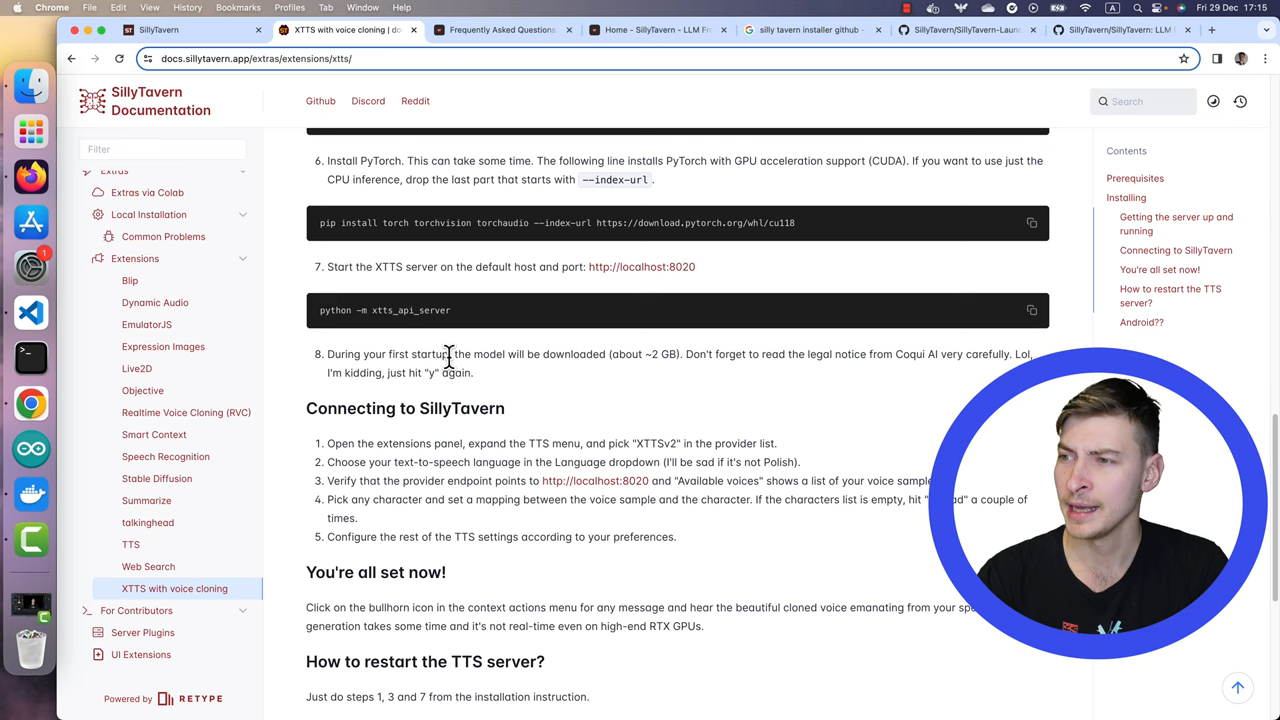 Chrome File Edit View History Bookmarks Profiles Tab Window Help
A
Fri 29 Dec 17:15
SillyTavern
XTTS with voice cloning | do
Frequently Asked Questions
Home - SillyTavern - LLM Fr
silly tavern installer github -
SillyTavern/SillyTavern-Laun
SillyTavern/SillyTavern: LLM
docs.sillytavern.app/extras/extensions/xtts/
SillyTavern
Documentation
Github Discord Reddit
Search
Filter
Extras
Extras via Colab
Local Installation
Common Problems
Extensions
Blip
Dynamic Audio
EmulatorJS
Expression Images
Live2D
Objective
Realtime Voice Cloning (RVC)
Smart Context
Speech Recognition
Stable Diffusion
Summarize
talkinghead
TTS
Web Search
XTTS with voice cloning
For Contributors
Server Plugins
UI Extensions
Powered by RETYPE
6. Install PyTorch. This can take some time. The following line installs PyTorch with GPU acceleration support (CUDA). If you want to use just the
CPU inference, drop the last part that starts with --index-url .
pip install torch torchvision torchaudio --index-url https://download.pytorch.org/whl/cu118
7. Start the XTTS server on the default host and port: http://localhost:8020
python -m xtts_api_server
8. During your first startup, the model will be downloaded (about ~2 GB). Don't forget to read the legal notice from Coqui AI very carefully. Lol,
I'm kidding, just hit "y" again.
Connecting to SillyTavern
1. Open the extensions panel, expand the TTS menu, and pick "XTTSv2" in the provider list.
2. Choose your text-to-speech language in the Language dropdown (I'll be sad if it's not Polish).
3. Verify that the provider endpoint points to http://localhost:8020 and "Available voices" shows a list of your voice sample
4. Pick any character and set a mapping between the voice sample and the character. If the characters list is empty, hit " ad" a couple of
times.
5. Configure the rest of the TTS settings according to your preferences.
You're all set now!
Click on the bullhorn icon in the context actions menu for any message and hear the beautiful cloned voice emanating from your sp
generation takes some time and it's not real-time even on high-end RTX GPUs.
How to restart the TTS server?
Just do steps 1, 3 and 7 from the installation instruction.
Contents
Prerequisites
Installing
Getting the server up and
running
Connecting to SillyTavern
You're all set now!
How to restart the TTS
server?
Android??
1